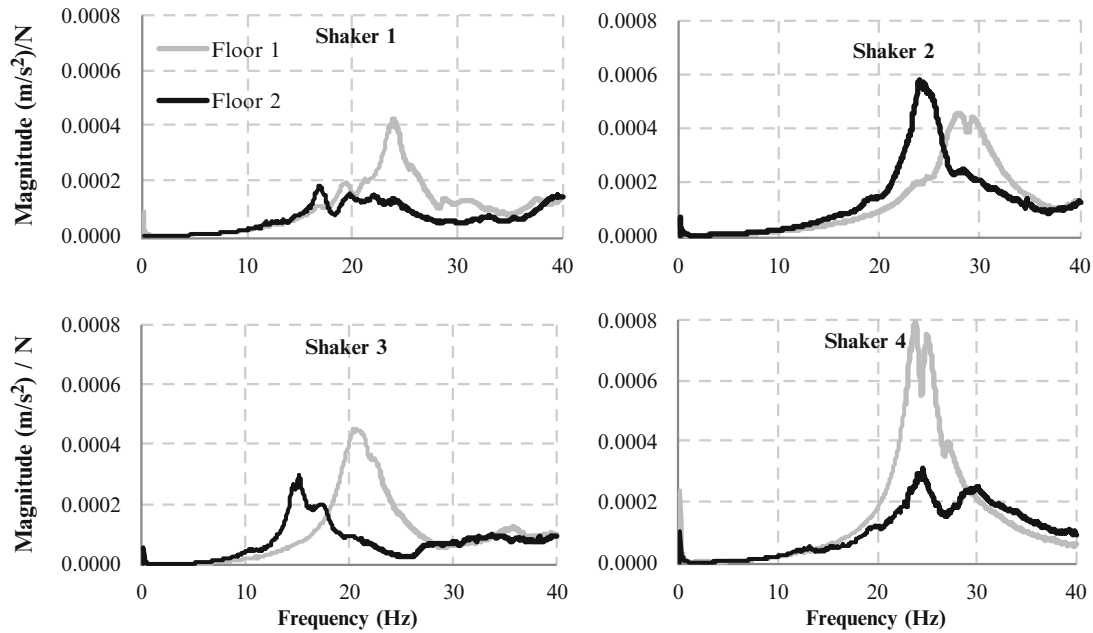 Magnitude (m/s²)/N
0.0008
0.0006
0.0004
0.0002
0.0000
Floor 1
Floor 2
Shaker 1
0 10 20 30 40
0.0008
0.0006
0.0004
0.0002
0.0000
Shaker 2
0 10 20 30 40
Magnitude (m/s²) / N
0.0008
0.0006
0.0004
0.0002
0.0000
Shaker 3
0 10 20 30 40
Frequency (Hz)
0.0008
0.0006
0.0004
0.0002
0.0000
Shaker 4
0 10 20 30 40
Frequency (Hz)